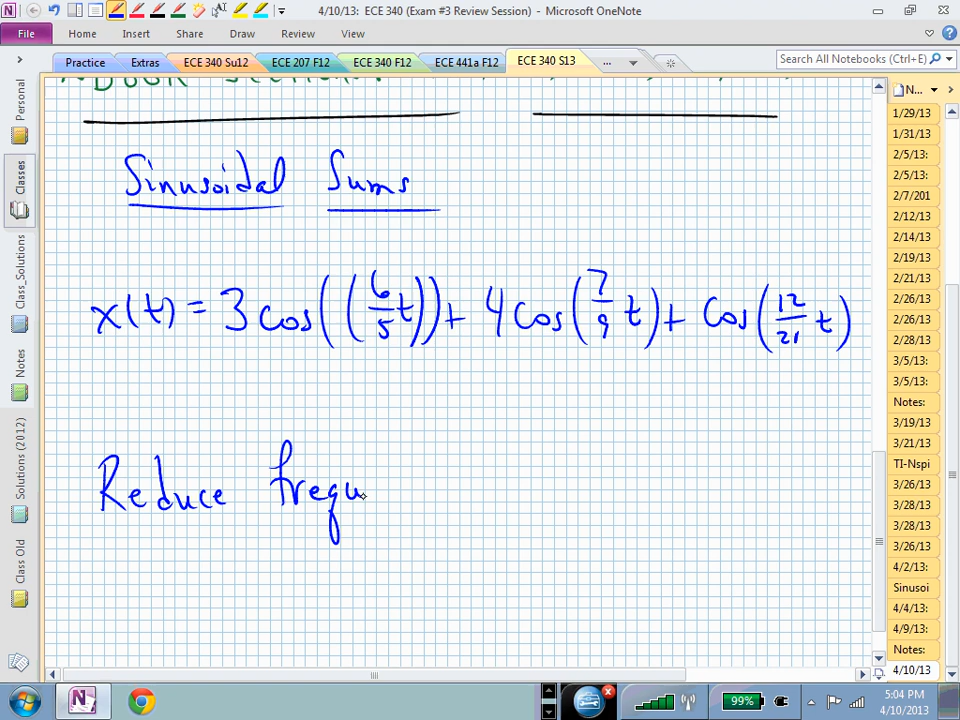 4/10/13: ECE 340 (Exam #3 Review Session) - Microsoft OneNote
File Home Insert Share Draw Review View
Practice Extras ECE 340 Su12 ECE 207 F12 ECE 340 F12 ECE 441a F12 ECE 340 S13 ... Search All Notebooks (Ctrl+E)
Personal
Classes
Class_Solutions
Notes
Solutions (2012)
Class Old
Sinusoidal Sums
x(t) = 3 cos((6/5 t)) + 4 cos(7/9 t) + cos(12/21 t)
Reduce frequ
N...
1/29/13
1/31/13
2/5/13:
2/5/13:
2/7/201
2/12/13
2/14/13
2/19/13
2/21/13
2/26/13
2/26/13
2/28/13
3/5/13:
3/5/13:
Notes:
3/19/13
3/21/13
TI-Nspi
3/26/13
3/28/13
3/28/13
3/26/13
4/2/13:
Sinusoi
4/4/13:
4/9/13:
Notes:
4/10/13
99%
5:04 PM
4/10/2013